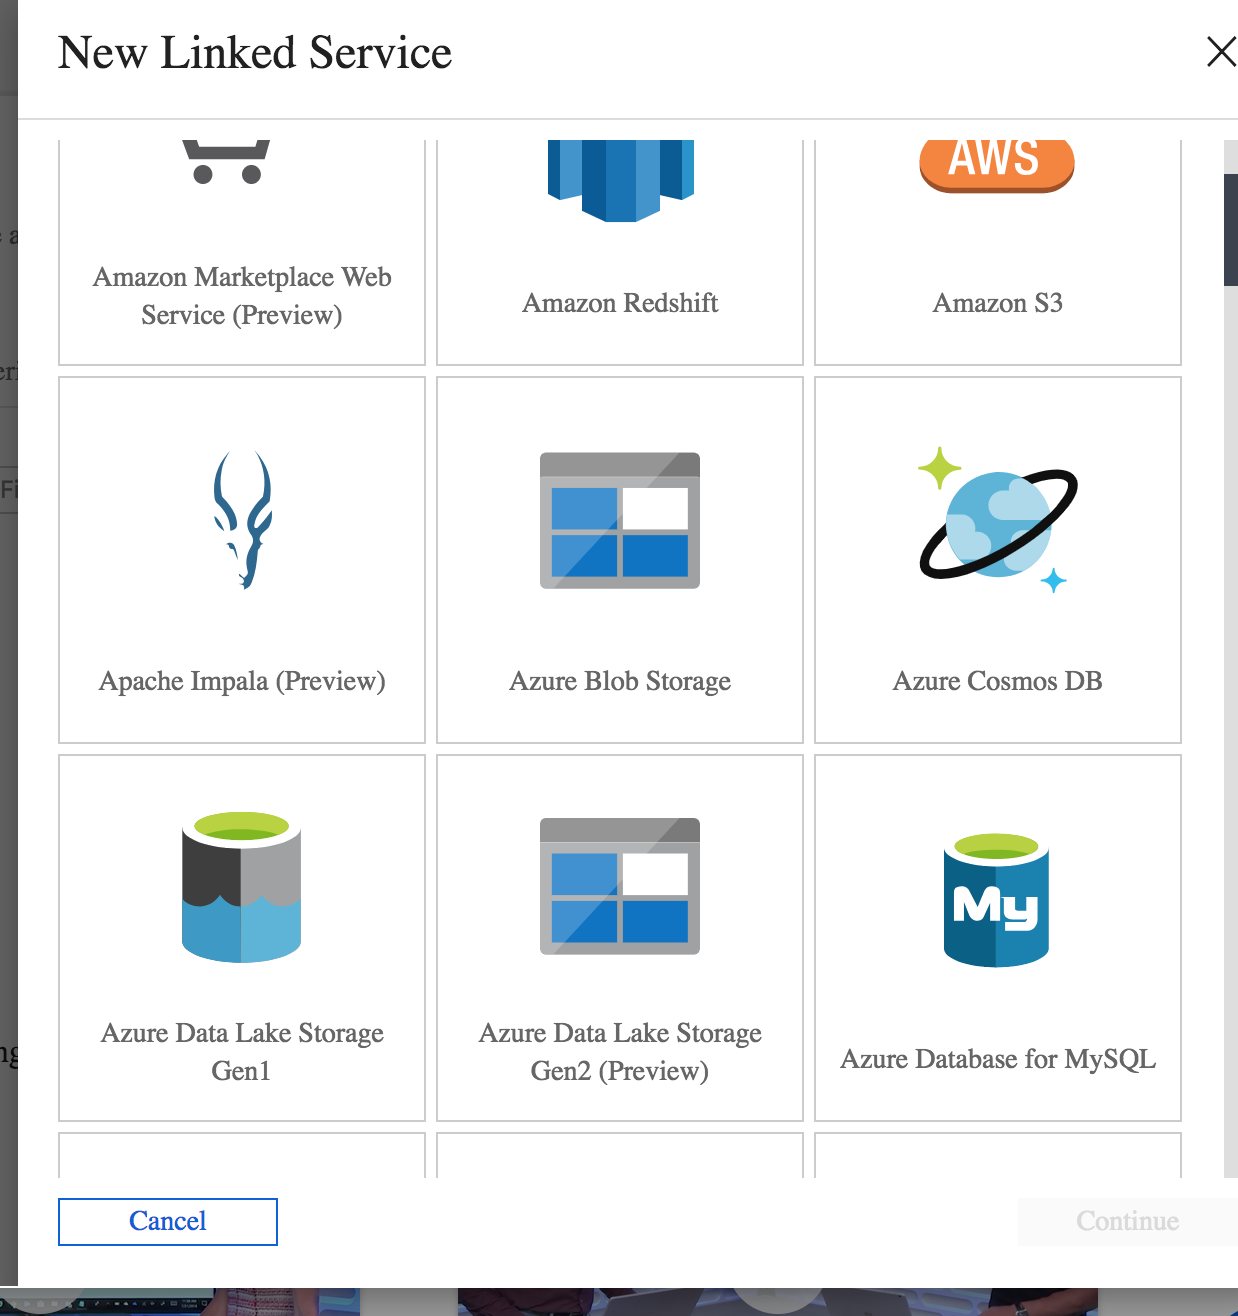 New Linked Service
AWS
Amazon Marketplace Web
Service (Preview)
Amazon Redshift
Amazon S3
Apache Impala (Preview)
Azure Blob Storage
Azure Cosmos DB
My
Azure Data Lake Storage
Gen1
Azure Data Lake Storage
Gen2 (Preview)
Azure Database for MySQL
Cancel
Continue